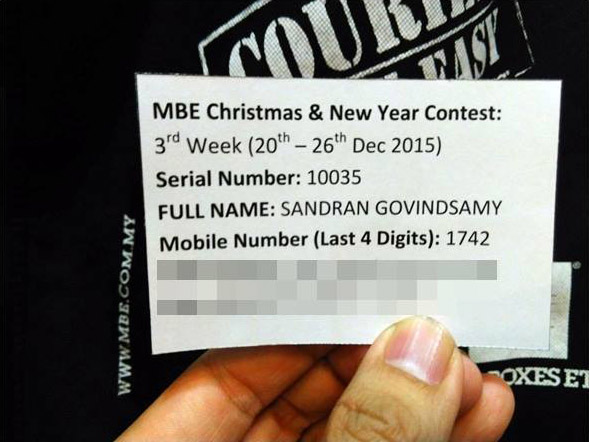 COURI
EASY
MBE Christmas & New Year Contest:
3rd Week (20th – 26th Dec 2015)
Serial Number: 10035
FULL NAME: SANDRAN GOVINDSAMY
Mobile Number (Last 4 Digits): 1742
WWW.MBE.COM.MY
BOXES ET